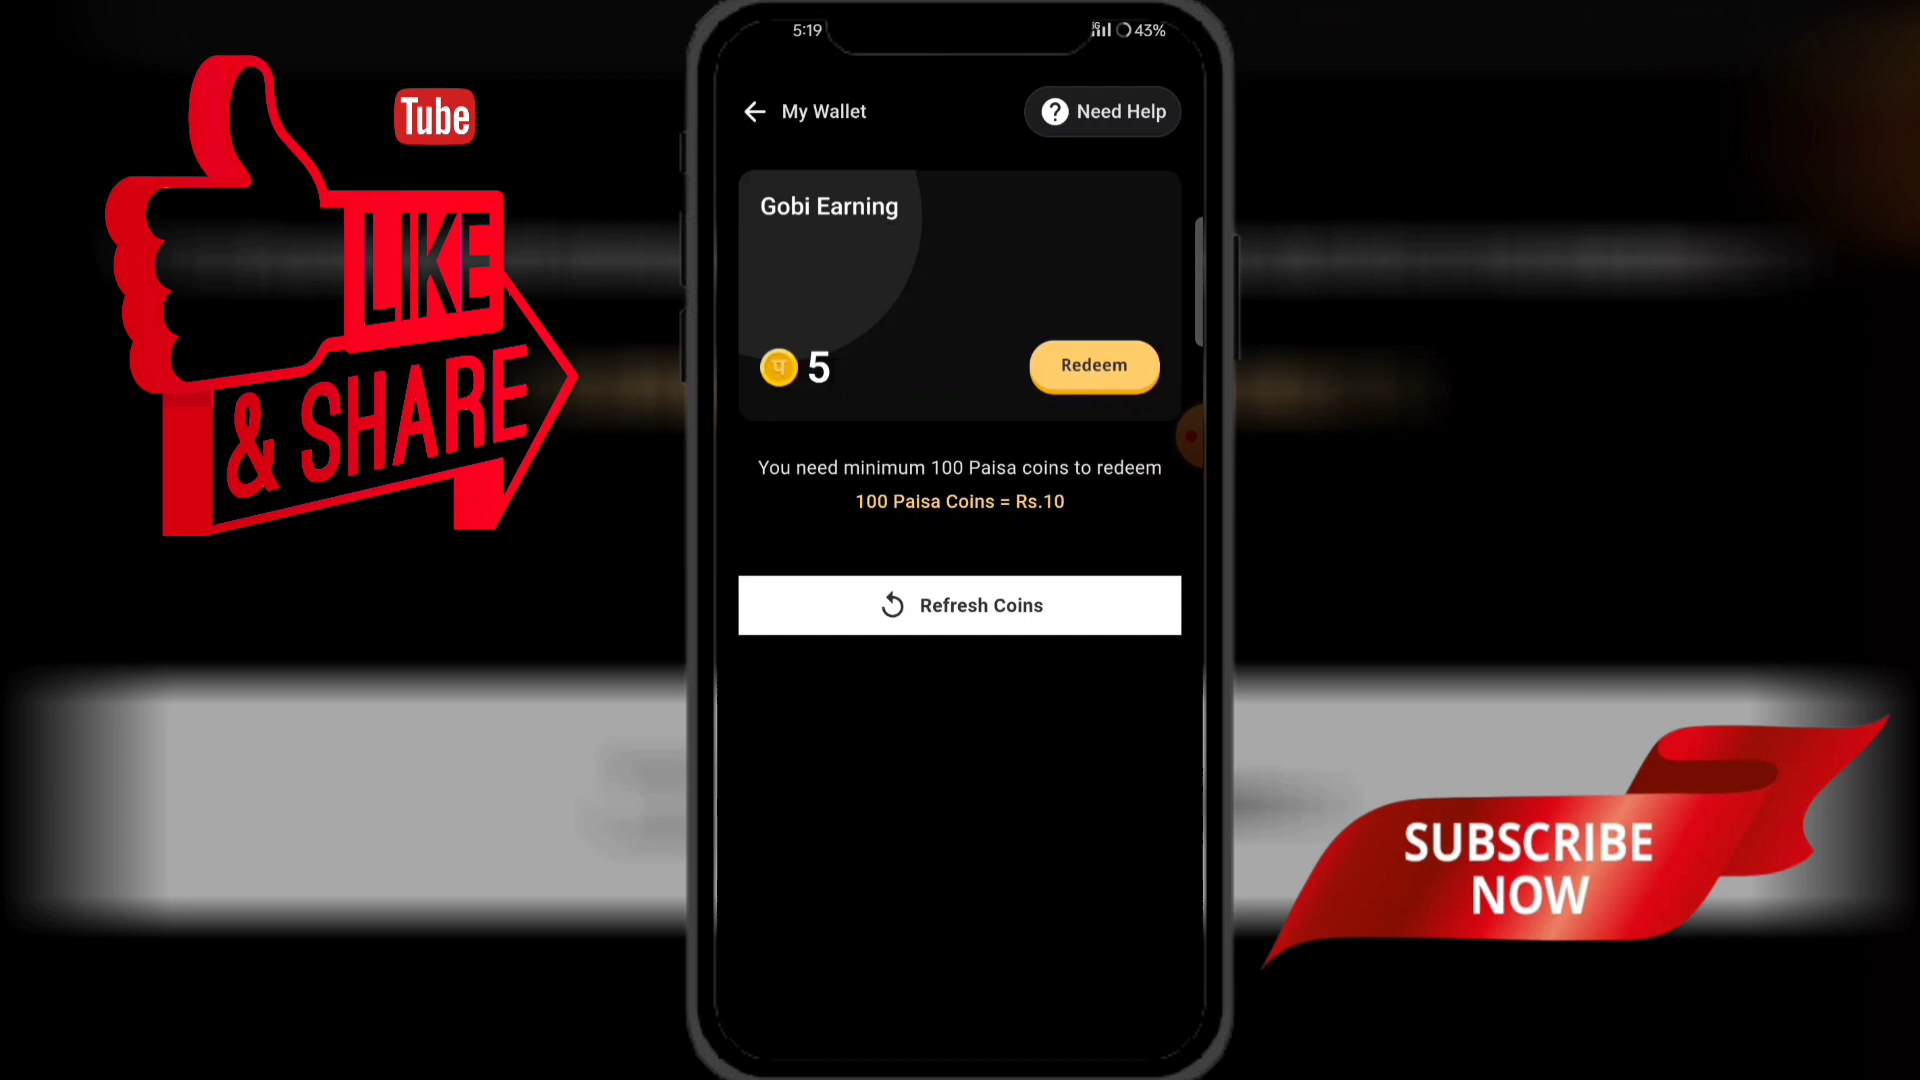 Tube
LIKE
& SHARE
5:19
43%
My Wallet
Need Help
Gobi Earning
प 5
Redeem
You need minimum 100 Paisa coins to redeem
100 Paisa Coins = Rs.10
Refresh Coins
SUBSCRIBE
NOW